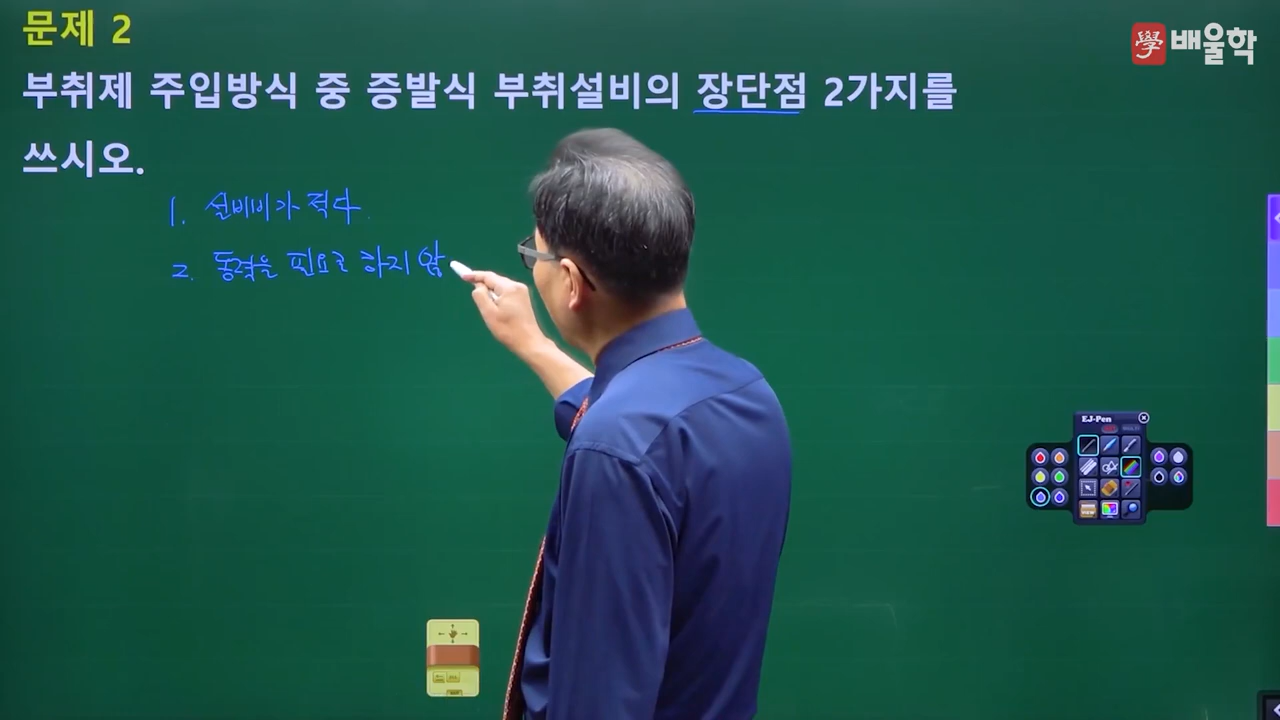 문제 2
學 배울학
부취제 주입방식 중 증발식 부취설비의 장단점 2가지를
쓰시오.
1. 설비비가 적다.
2. 동력을 필요로 하지 않
EJ-Pen